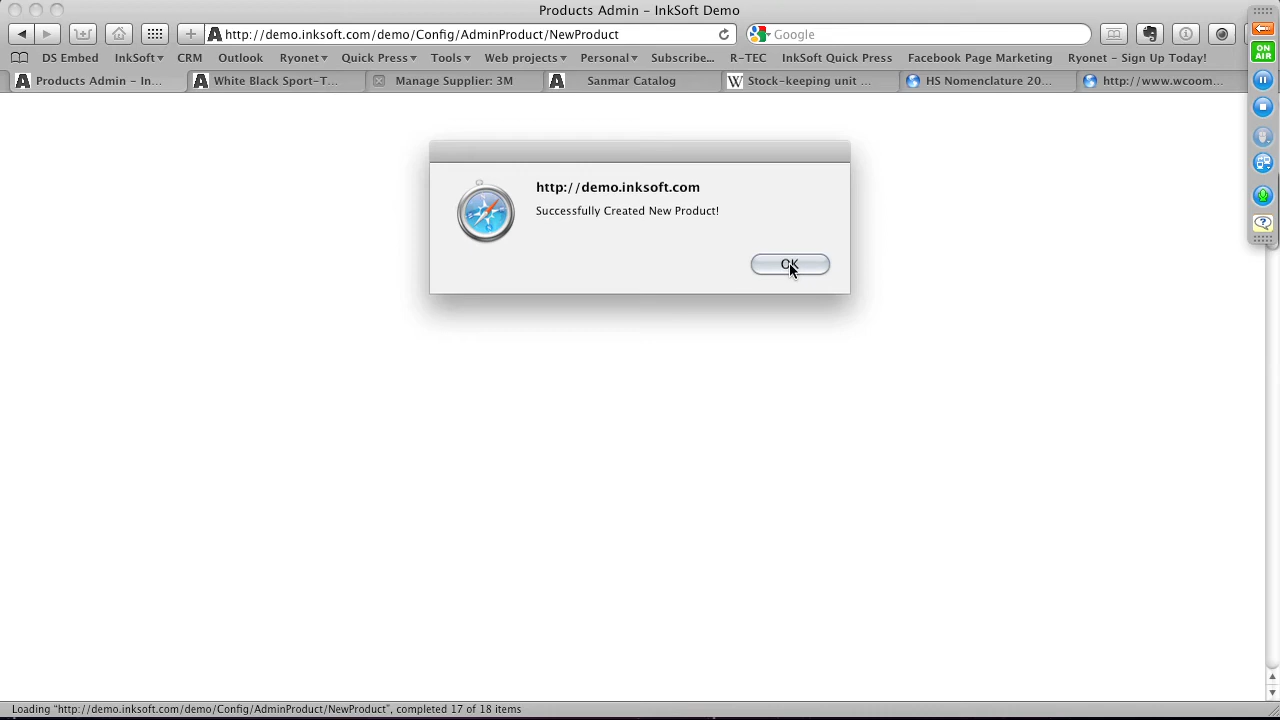 Products Admin – InkSoft Demo
http://demo.inksoft.com/demo/Config/AdminProduct/NewProduct
Google
DS Embed InkSoft CRM Outlook Ryonet Quick Press Tools Web projects Personal Subscribe... R-TEC InkSoft Quick Press Facebook Page Marketing Ryonet – Sign Up Today!
Products Admin – In... White Black Sport-T... Manage Supplier: 3M Sanmar Catalog Stock-keeping unit ... HS Nomenclature 20... http://www.wcoom...
ON AIR
http://demo.inksoft.com
Successfully Created New Product!
OK
Loading "http://demo.inksoft.com/demo/Config/AdminProduct/NewProduct", completed 17 of 18 items